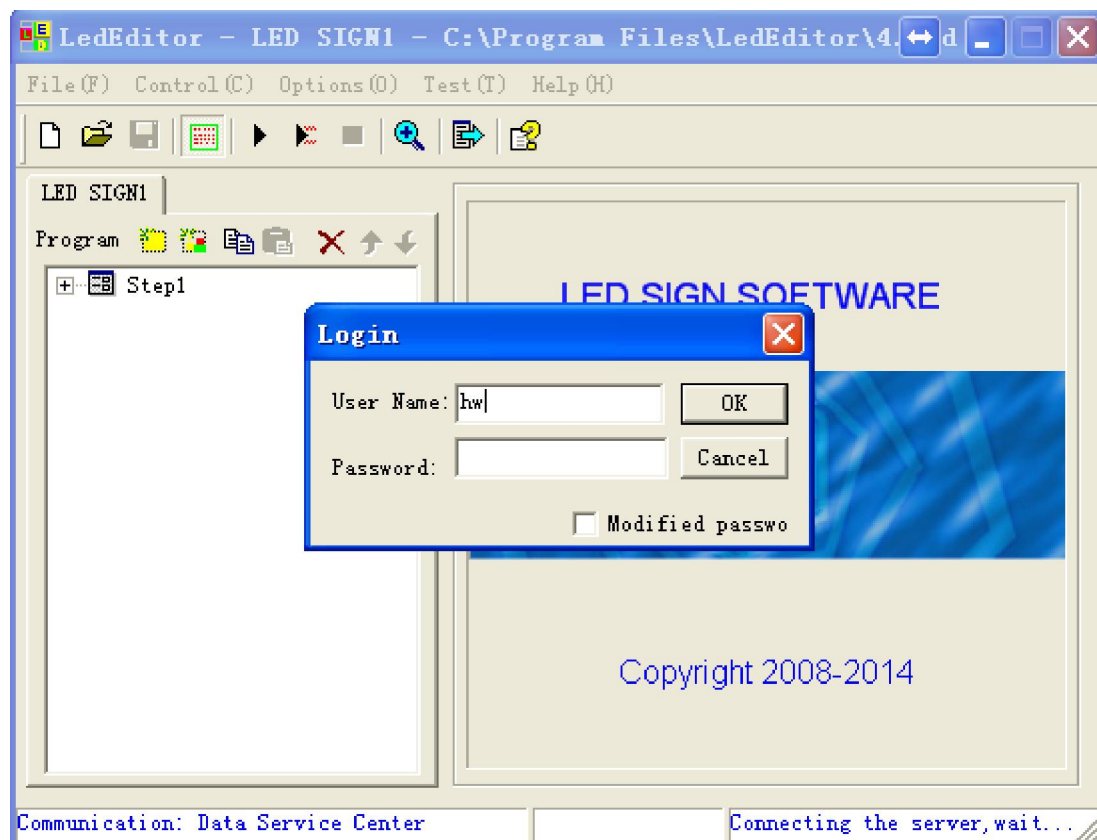 LedEditor - LED SIGN1 - C:\Program Files\LedEditor\4. d
File(F) Control(C) Options(O) Test(T) Help(H)
LED SIGN1
Program
Step1
LED SIGN SOFTWARE
Login
User Name: hw
OK
Password:
Cancel
Modified passwo
Copyright 2008-2014
Communication: Data Service Center
Connecting the server,wait...